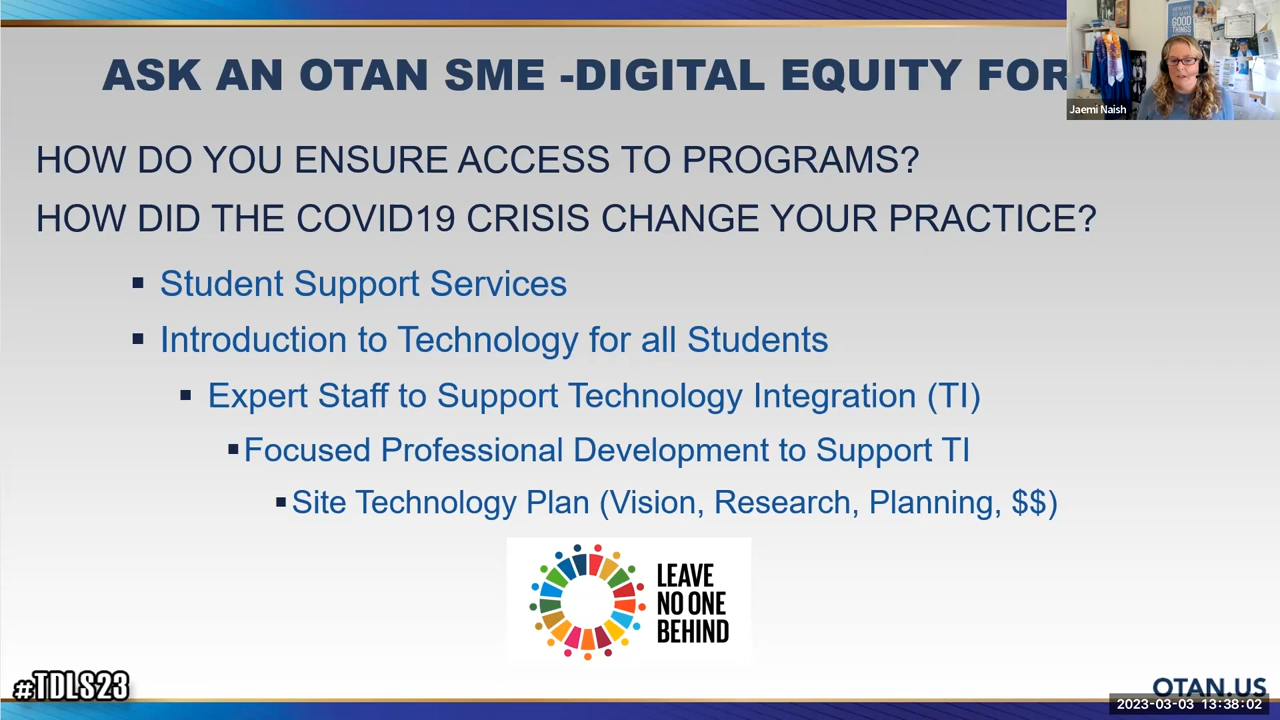 ASK AN OTAN SME -DIGITAL EQUITY FOR
Jaemi Naish
HOW DO YOU ENSURE ACCESS TO PROGRAMS?
HOW DID THE COVID19 CRISIS CHANGE YOUR PRACTICE?
▪ Student Support Services
▪ Introduction to Technology for all Students
▪ Expert Staff to Support Technology Integration (TI)
▪Focused Professional Development to Support TI
▪Site Technology Plan (Vision, Research, Planning, $$)
LEAVE
NO ONE
BEHIND
#TDLS23
OTAN.US
2023-03-03 13:38:02
GOOD
THINGS